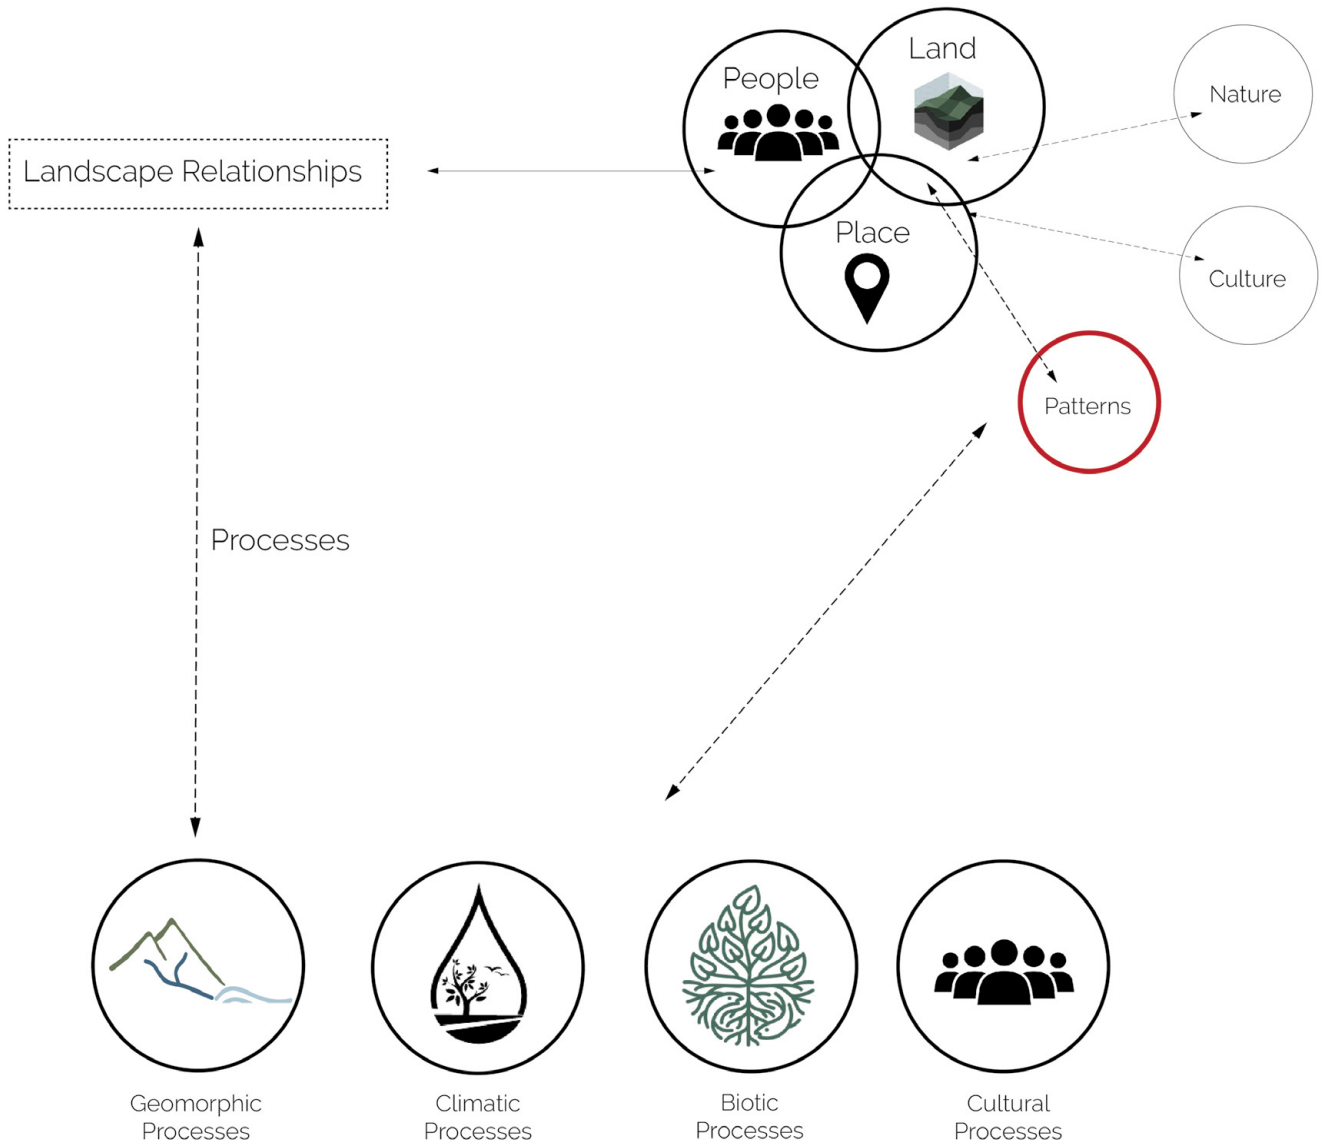 Land
People
Nature
Landscape Relationships
Place
Culture
Patterns
Processes
Geomorphic
Processes
Climatic
Processes
Biotic
Processes
Cultural
Processes